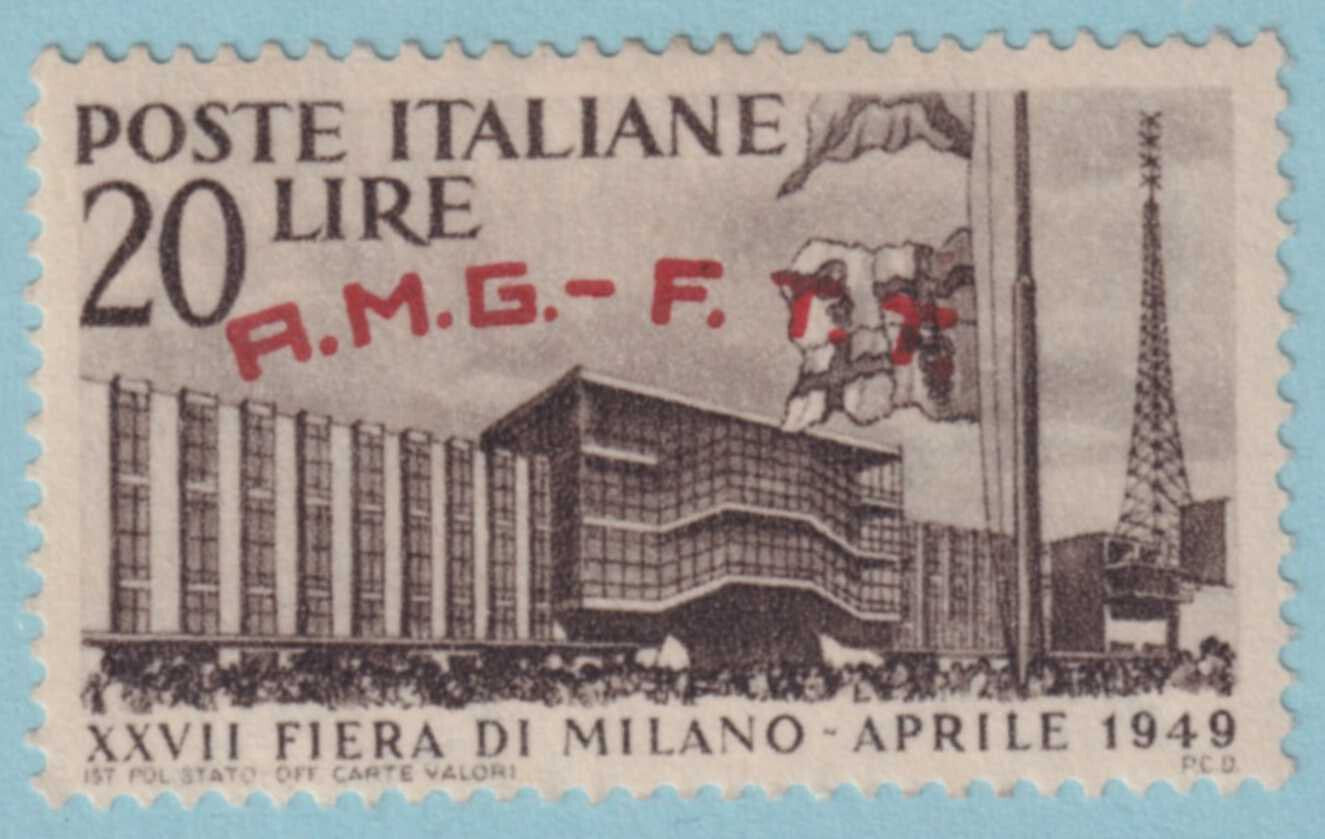 POSTE ITALIANE
20 LIRE
A.M.G.-F.T.T.
XXVII FIERA DI MILANO - APRILE 1949
IST POL STATO OFF CARTE VALORI
P.C.D.